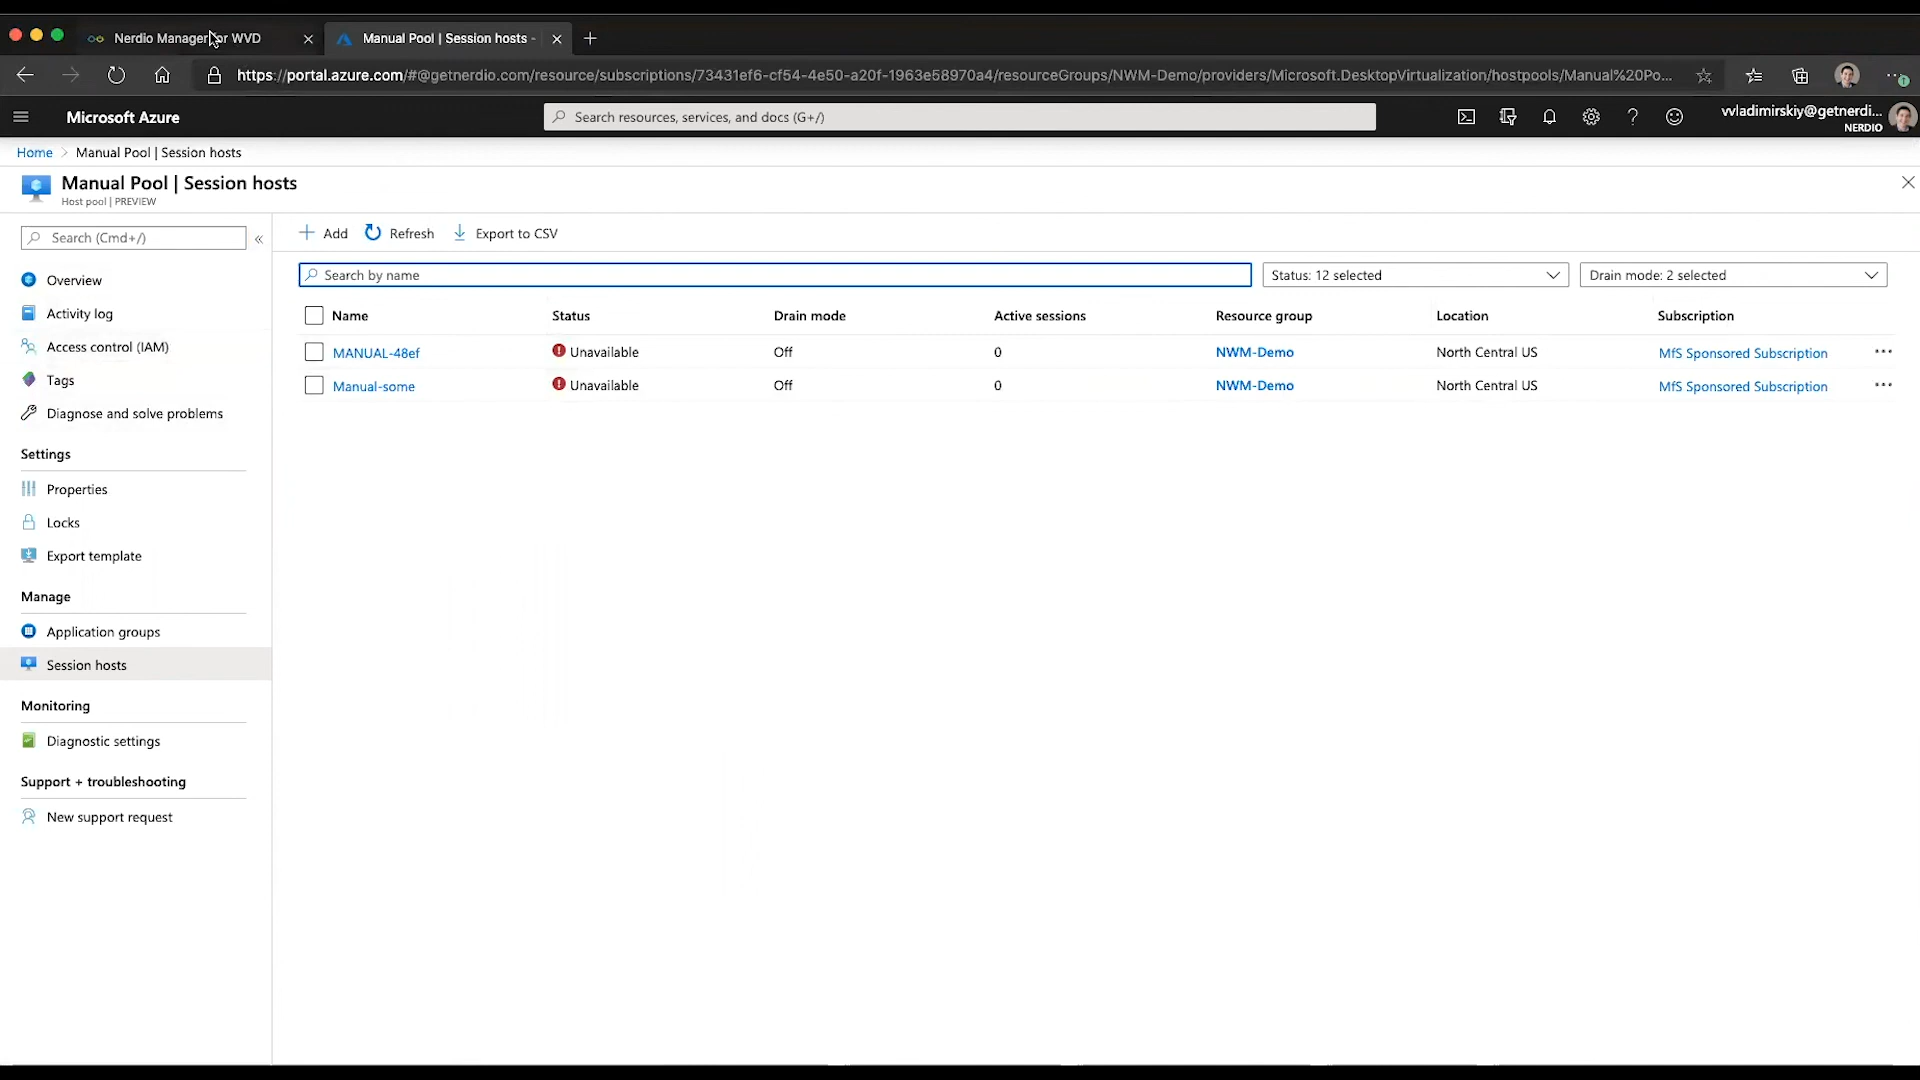 Nerdio Manager for WVD
Manual Pool | Session hosts -
https://portal.azure.com/#@getnerdio.com/resource/subscriptions/73431ef6-cf54-4e50-a20f-1963e58970a4/resourceGroups/NWM-Demo/providers/Microsoft.DesktopVirtualization/hostpools/Manual%20Po...
Microsoft Azure
Search resources, services, and docs (G+/)
vvladimirskiy@getnerdi...
NERDIO
Home > Manual Pool | Session hosts
Manual Pool | Session hosts
Host pool | PREVIEW
Search (Cmd+/)
«
Overview
Activity log
Access control (IAM)
Tags
Diagnose and solve problems
Settings
Properties
Locks
Export template
Manage
Application groups
Session hosts
Monitoring
Diagnostic settings
Support + troubleshooting
New support request
Add Refresh Export to CSV
Search by name
Status: 12 selected
Drain mode: 2 selected
Name Status Drain mode Active sessions Resource group Location Subscription
MANUAL-48ef Unavailable Off 0 NWM-Demo North Central US MfS Sponsored Subscription ...
Manual-some Unavailable Off 0 NWM-Demo North Central US MfS Sponsored Subscription ...